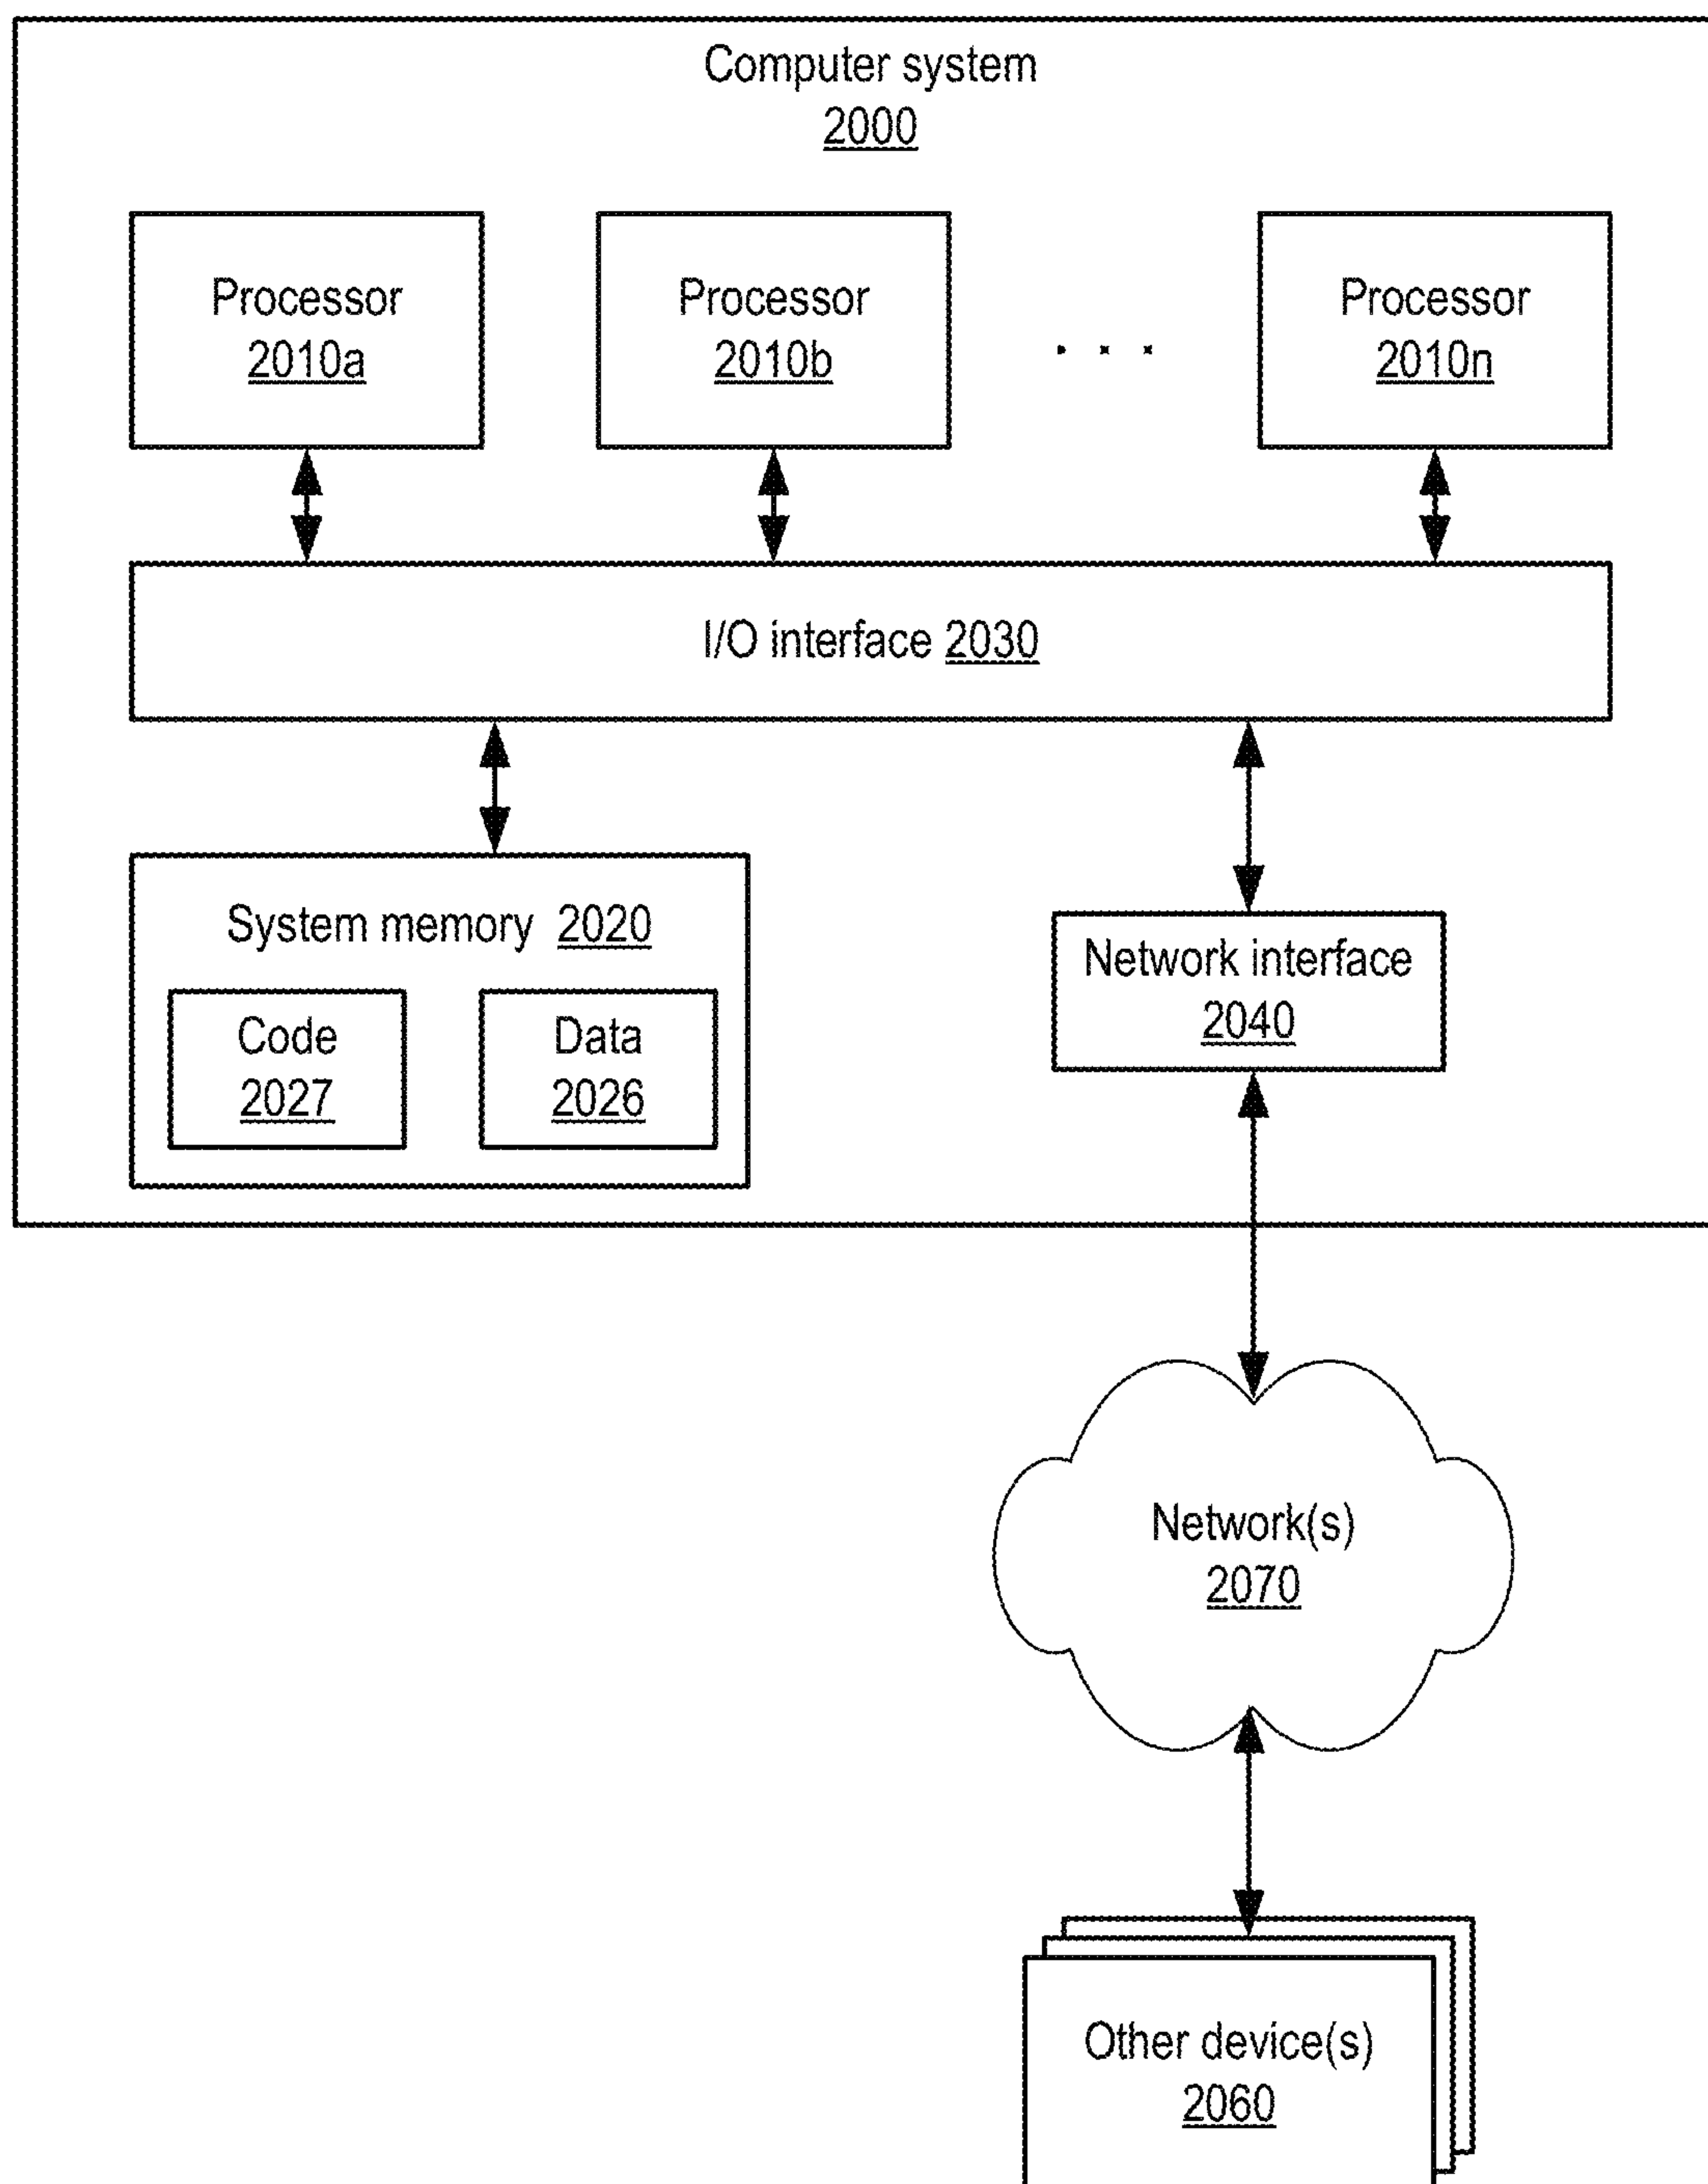 Computer system
2000
Processor
2010a
Processor
2010b
. . .
Processor
2010n
I/O interface 2030
System memory 2020
Code
2027
Data
2026
Network interface
2040
Network(s)
2070
Other device(s)
2060